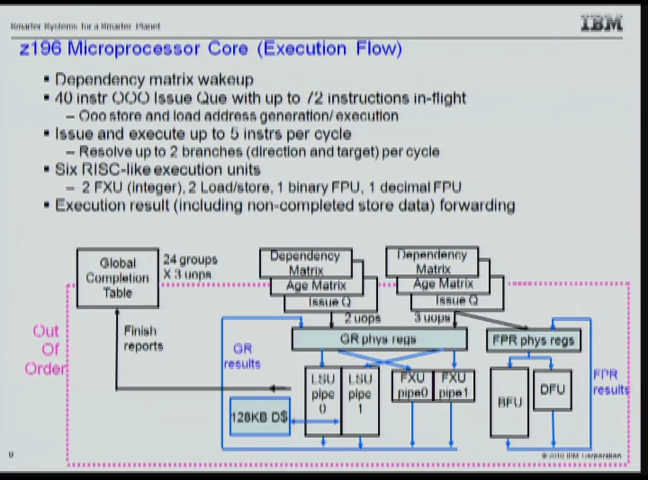 Smarter Systems for a Smarter Planet
IBM
z196 Microprocessor Core (Execution Flow)
▪ Dependency matrix wakeup
▪ 40 instr OOO Issue Que with up to 72 instructions in-flight
– Ooo store and load address generation/ execution
▪ Issue and execute up to 5 instrs per cycle
– Resolve up to 2 branches (direction and target) per cycle
▪ Six RISC-like execution units
– 2 FXU (integer), 2 Load/store, 1 binary FPU, 1 decimal FPU
▪ Execution result (including non-completed store data) forwarding
Global
Completion
Table
24 groups
X 3 uops
Dependency
Matrix
Age Matrix
Issue Q
Dependency
Matrix
Age Matrix
Issue Q
2 uops
3 uops
Out
Of
Order
Finish
reports
GR
results
GR phys regs
FPR phys regs
LSU
pipe
0
LSU
pipe
1
FXU
pipe0
FXU
pipe1
BFU
DFU
FPR
results
128KB D$
© 2010 IBM Corporation